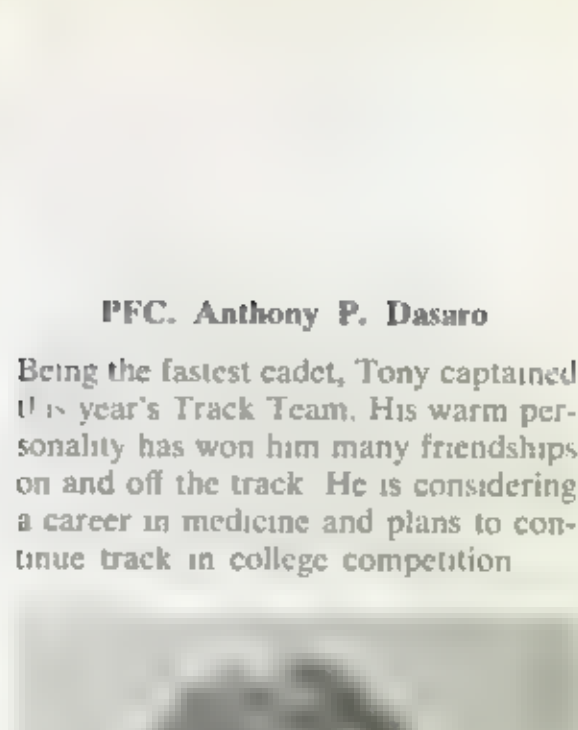 PFC. Anthony P. Dasaro
Being the fastest cadet, Tony captained
this year's Track Team. His warm per-
sonality has won him many friendships
on and off the track He is considering
a career in medicine and plans to con-
tinue track in college competition